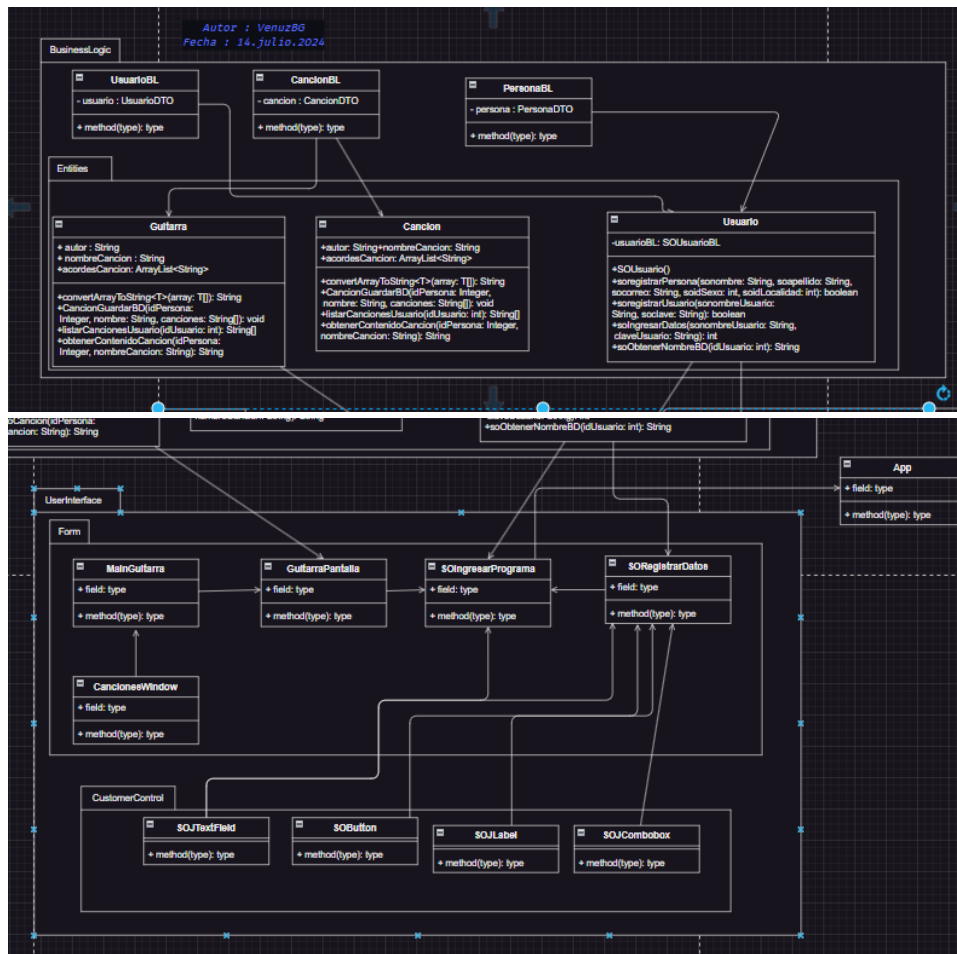 Autor : VenuzBG
Fecha : 14.julio.2024
BusinessLogic
UsuarioBL
- usuario : UsuarioDTO
+ method(type): type
CancionBL
- cancion : CancionDTO
+ method(type): type
PersonaBL
- persona : PersonaDTO
+ method(type): type
Entities
Guitarra
+ autor : String
+ nombreCancion : String
+acordesCancion: ArrayList<String>
+convertArrayToString<T>(array: T[]): String
+CancionGuardarBD(idPersona:
Integer, nombre: String, canciones: String[]): void
+listarCancionesUsuario(idUsuario: int): String[]
+obtenerContenidoCancion(idPersona:
Integer, nombreCancion: String): String
Cancion
+autor: String+nombreCancion: String
+acordesCancion: ArrayList<String>
+convertArrayToString<T>(array: T[]): String
+CancionGuardarBD(idPersona: Integer,
nombre: String, canciones: String[]): void
+listarCancionesUsuario(idUsuario: int): String[]
+obtenerContenidoCancion(idPersona: Integer,
nombreCancion: String): String
Usuario
-usuarioBL: SOUsuarioBL
+SOUsuario()
+soregistrarPersona(sonombre: String, soapellido: String,
socorreo: String, soidSexo: int, soidLocalidad: int): boolean
+soregistrarUsuario(sonombreUsuario:
String, soclave: String): boolean
+soIngresarDatos(sonombreUsuario: String,
claveUsuario: String): int
+soObtenerNombreBD(idUsuario: int): String
oCancion(idPersona:
ancion: String): String
+soObtenerNombreBD(idUsuario: int): String
App
+ field: type
+ method(type): type
UserInterface
Form
MainGuitarra
+ field: type
+ method(type): type
GuitarraPantalla
+ field: type
+ method(type): type
SOIngresarPrograma
+ field: type
+ method(type): type
SORegistrarDatos
+ field: type
+ method(type): type
CancionesWindow
+ field: type
+ method(type): type
CustomerControl
SOJTextField
+ method(type): type
SOButton
+ method(type): type
SOJLabel
+ method(type): type
SOJCombobox
+ method(type): type